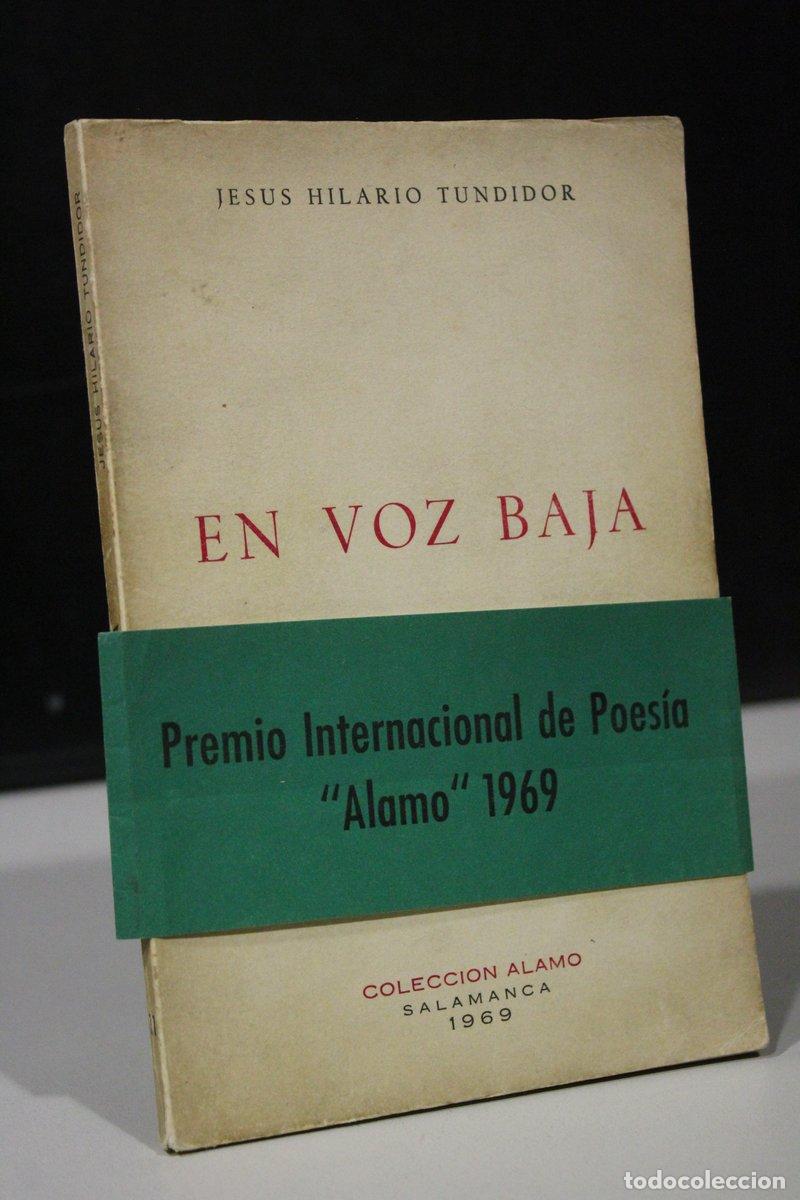 JESUS HILARIO TUNDIDOR
JESUS HILARIO TUNDIDOR
EN VOZ BAJA
Premio Internacional de Poesía
"Alamo" 1969
COLECCION ALAMO
SALAMANCA
1969
todocoleccion